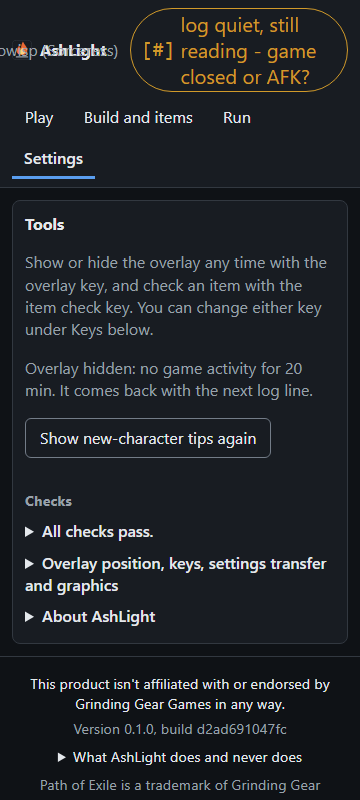 AshLight
[#] log quiet, still reading - game closed or AFK?
Play Build and items Run
Settings
Tools
Show or hide the overlay any time with the
overlay key, and check an item with the
item check key. You can change either key
under Keys below.
Overlay hidden: no game activity for 20
min. It comes back with the next log line.
Show new-character tips again
Checks
▶ All checks pass.
▶ Overlay position, keys, settings transfer
and graphics
▶ About AshLight
This product isn't affiliated with or endorsed by
Grinding Gear Games in any way.
Version 0.1.0, build d2ad691047fc
▶ What AshLight does and never does
Path of Exile is a trademark of Grinding Gear